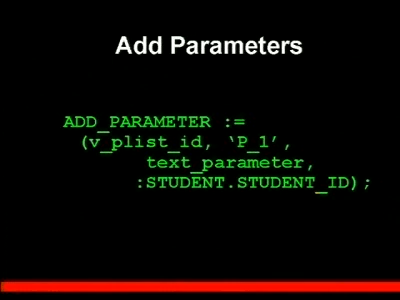 Add Parameters
ADD_PARAMETER :=
(v_plist_id, ‘P_1’,
text_parameter,
:STUDENT.STUDENT_ID);